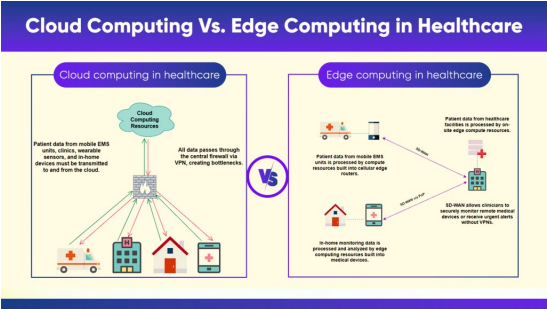 Cloud Computing Vs. Edge Computing in Healthcare
Cloud computing in healthcare
Cloud
Computing
Resources
Patient data from mobile EMS
units, clinics, wearable
sensors, and in-home
devices must be transmitted
to and from the cloud.
All data passes through
the central firewall via
VPN, creating bottlenecks.
H
VS
Edge computing in healthcare
Patient data from healthcare
facilities is processed by on-
site edge compute resources.
SD-WAN
Patient data from mobile EMS
units is processed by compute
resources built into cellular edge
routers.
SD-WAN
SD-WAN allows clinicians to
securely monitor remote medical
devices or receive urgent alerts
without VPNs.
In-home monitoring data is
processed and analyzed by edge
computing resources built into
medical devices.